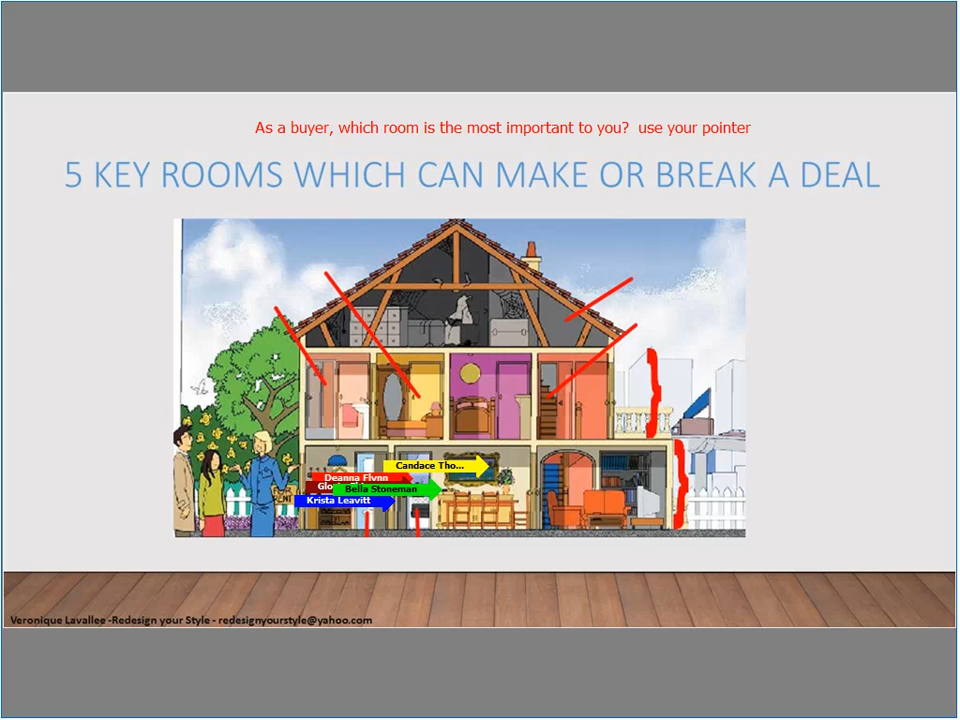 As a buyer, which room is the most important to you?  use your pointer
5 KEY ROOMS WHICH CAN MAKE OR BREAK A DEAL
Candace Tho...
Deanna Flynn
Bella Stoneman
Krista Leavitt
Veronique Lavallee -Redesign your Style - redesignyourstyle@yahoo.com